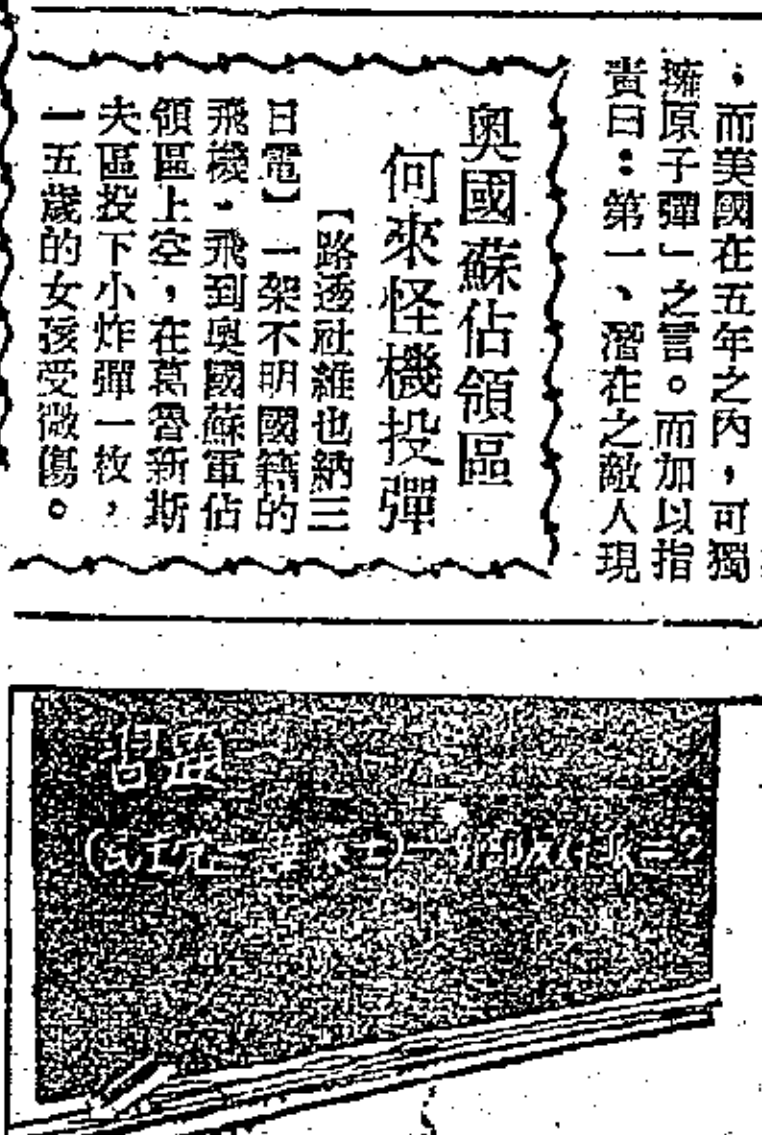 ，而美國在五年之內，可獨
擁原子彈」之言。而加以指
責曰：第一、潛在之敵人現
奧國蘇佔領區
何來怪機投彈
【路透社維也納三
日電】一架不明國籍的
飛機，飛到奧國蘇軍佔
領區上空，在葛魯新斯
夫區投下小炸彈一枚，
一五歲的女孩受微傷。
習題